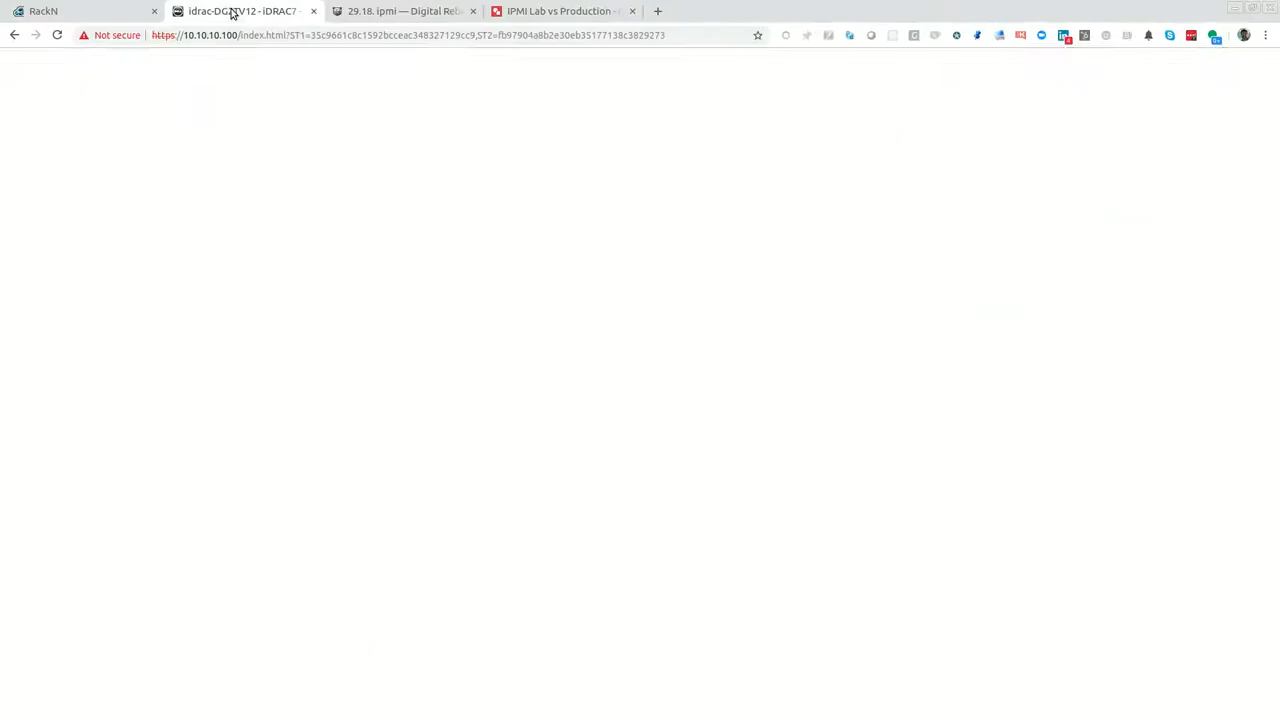 RackN
idrac-DG7TV12 - iDRAC7 -
29.18. ipmi — Digital Reb
IPMI Lab vs Production -
Not secure
https://10.10.10.100/index.html?ST1=35c9661c8c1592bcceac348327129cc9,ST2=fb97904a8b2e30eb35177138c3829273